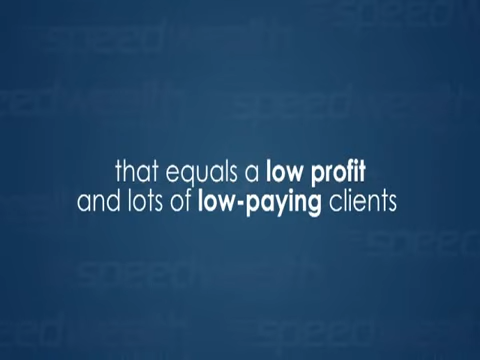 that equals a low profit
and lots of low-paying clients